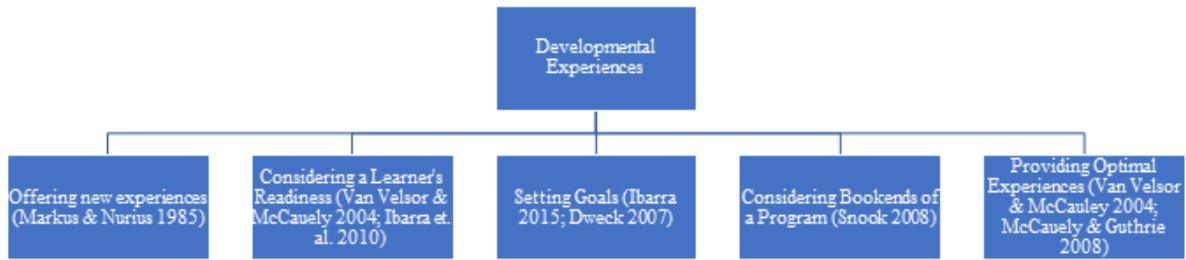 Developmental
Experiences
Offering new experiences
(Markus & Nurius 1985)
Considering a Learner's
Readiness (Van Velsor &
McCauely 2004; Ibarra et.
al. 2010)
Setting Goals (Ibarra
2015; Dweck 2007)
Considering Bookends of
a Program (Snook 2008)
Providing Optimal
Experiences (Van Velsor
& McCauley 2004;
McCauely & Guthrie
2008)